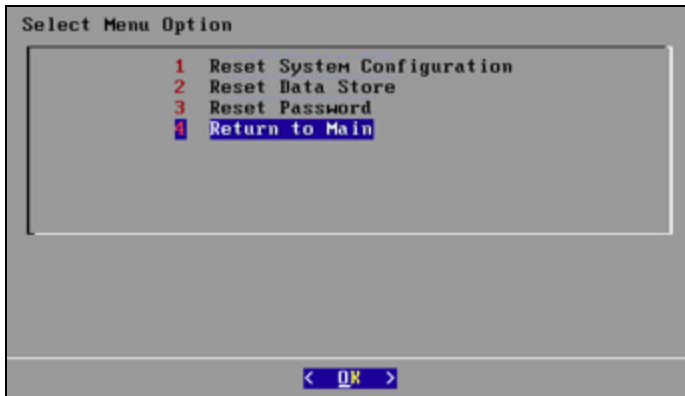 Select Menu Option
1 Reset System Configuration
2 Reset Data Store
3 Reset Password
4 Return to Main
< OK >